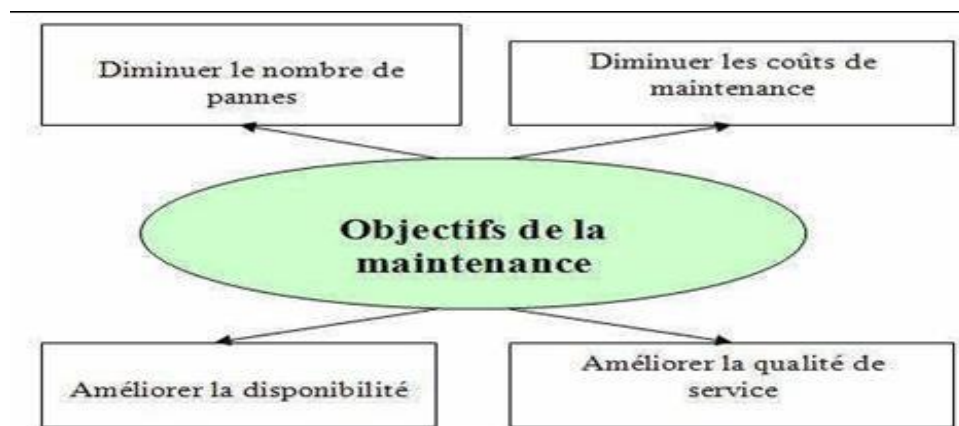 Diminuer le nombre de
pannes
Diminuer les coûts de
maintenance
Objectifs de la
maintenance
Améliorer la disponibilité
Améliorer la qualité de
service